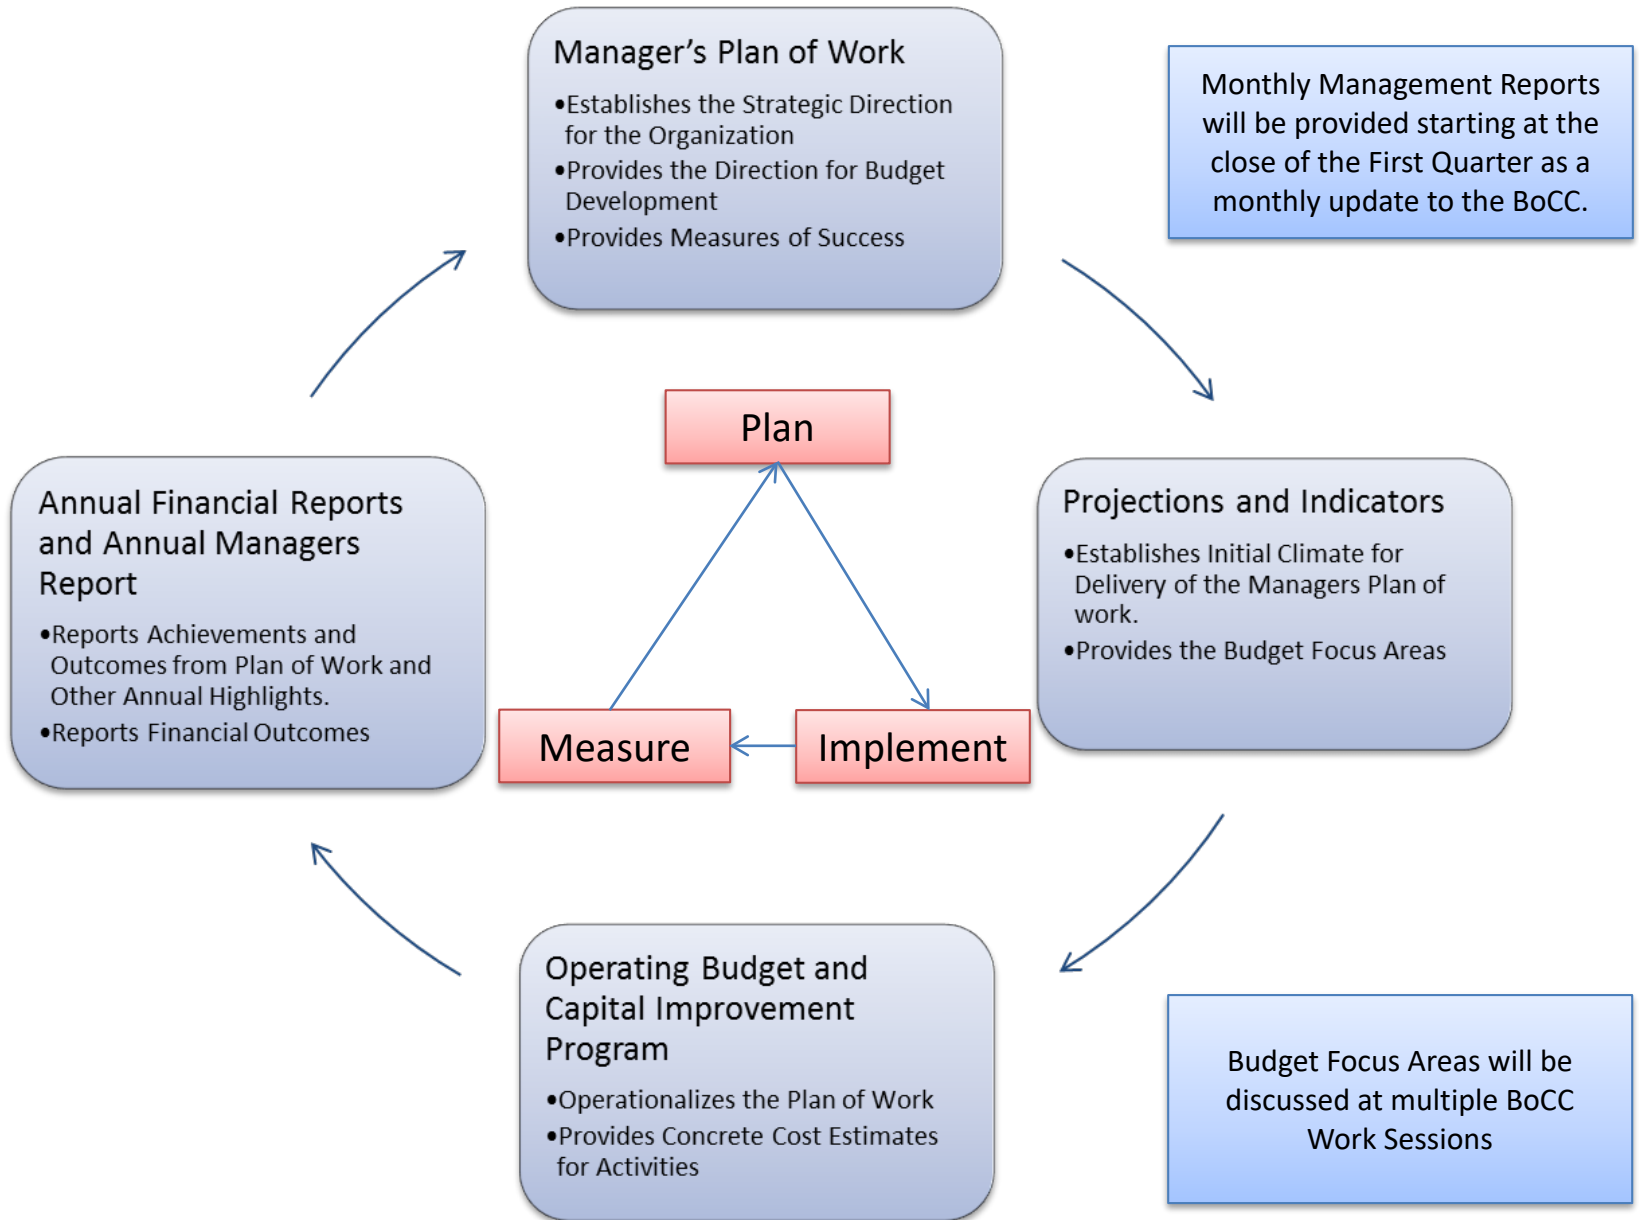 Manager’s Plan of Work
•Establishes the Strategic Direction
for the Organization
•Provides the Direction for Budget
Development
•Provides Measures of Success
Monthly Management Reports
will be provided starting at the
close of the First Quarter as a
monthly update to the BoCC.
Plan
Annual Financial Reports
and Annual Managers
Report
•Reports Achievements and
Outcomes from Plan of Work and
Other Annual Highlights.
•Reports Financial Outcomes
Projections and Indicators
•Establishes Initial Climate for
Delivery of the Managers Plan of
work.
•Provides the Budget Focus Areas
Measure
Implement
Operating Budget and
Capital Improvement
Program
•Operationalizes the Plan of Work
•Provides Concrete Cost Estimates
for Activities
Budget Focus Areas will be
discussed at multiple BoCC
Work Sessions